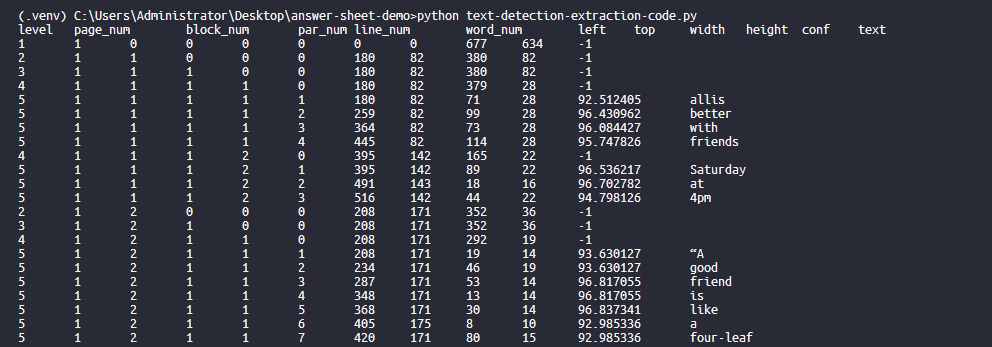 (.venv) C:\Users\Administrator\Desktop\answer-sheet-demo>python text-detection-extraction-code.py
level page_num block_num par_num line_num word_num left top width height conf text
1 1 0 0 0 0 0 0 677 634 -1
2 1 1 0 0 0 180 82 380 82 -1
3 1 1 1 0 0 180 82 380 82 -1
4 1 1 1 1 0 180 82 379 28 -1
5 1 1 1 1 1 180 82 71 28 92.512405 allis
5 1 1 1 1 2 259 82 99 28 96.430962 better
5 1 1 1 1 3 364 82 73 28 96.084427 with
5 1 1 1 1 4 445 82 114 28 95.747826 friends
4 1 1 1 2 0 395 142 165 22 -1
5 1 1 1 2 1 395 142 89 22 96.536217 Saturday
5 1 1 1 2 2 491 143 18 16 96.702782 at
5 1 1 1 2 3 516 142 44 22 94.798126 4pm
2 1 2 0 0 0 208 171 352 36 -1
3 1 2 1 0 0 208 171 352 36 -1
4 1 2 1 1 0 208 171 292 19 -1
5 1 2 1 1 1 208 171 19 14 93.630127 “A
5 1 2 1 1 2 234 171 46 19 93.630127 good
5 1 2 1 1 3 287 171 53 14 96.817055 friend
5 1 2 1 1 4 348 171 13 14 96.817055 is
5 1 2 1 1 5 368 171 30 14 96.837341 like
5 1 2 1 1 6 405 175 8 10 92.985336 a
5 1 2 1 1 7 420 171 80 15 92.985336 four-leaf